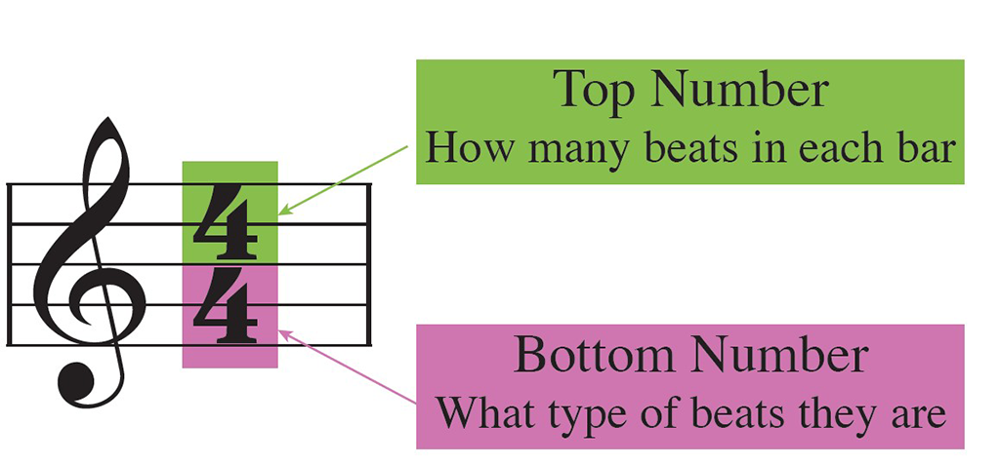 4
4
Top Number
How many beats in each bar
Bottom Number
What type of beats they are